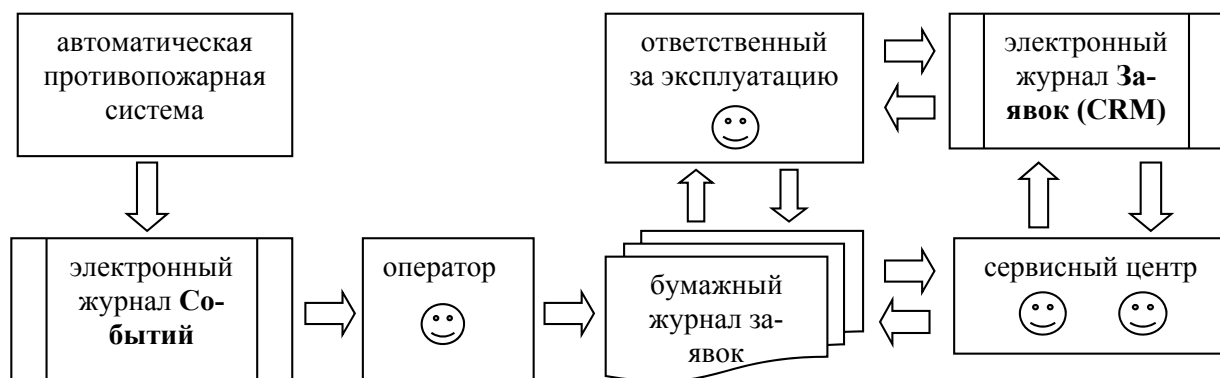 автоматическая
противопожарная
система
ответственный
за эксплуатацию
электронный
журнал За-
явок (CRM)
электронный
журнал Со-
бытий
оператор
бумажный
журнал за-
явок
сервисный центр